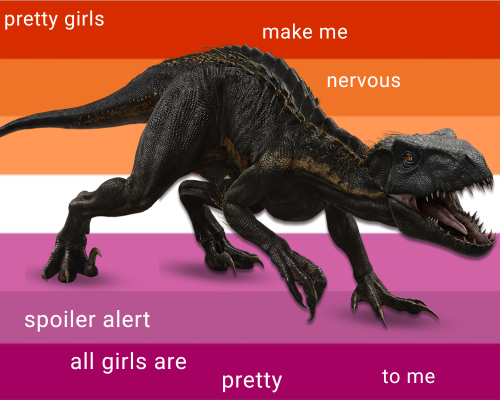 pretty girls
make me
nervous
spoiler alert
all girls are
pretty
to me